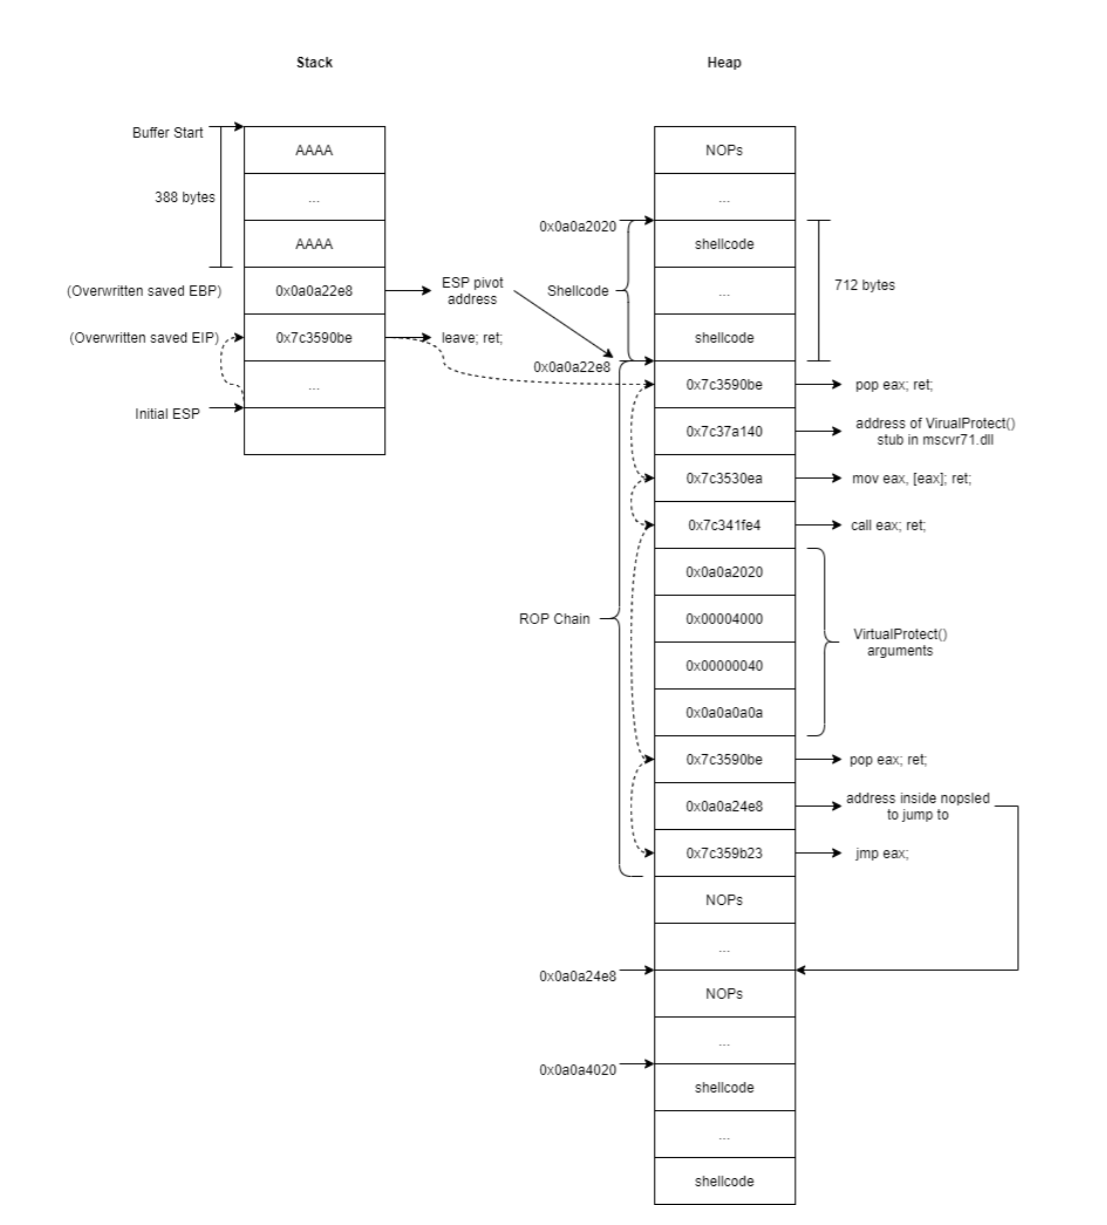 Stack
Heap
Buffer Start
AAAA
NOPs
388 bytes
...
...
0x0a0a2020
AAAA
shellcode
(Overwritten saved EBP)
0x0a0a22e8
ESP pivot
address
Shellcode
...
712 bytes
(Overwritten saved EIP)
0x7c3590be
leave; ret;
shellcode
0x0a0a22e8
...
0x7c3590be
pop eax; ret;
Initial ESP
0x7c37a140
address of VirualProtect()
stub in mscvr71.dll
0x7c3530ea
mov eax, [eax]; ret;
0x7c341fe4
call eax; ret;
0x0a0a2020
ROP Chain
0x00004000
VirtualProtect()
arguments
0x00000040
0x0a0a0a0a
0x7c3590be
pop eax; ret;
0x0a0a24e8
address inside nopsled
to jump to
0x7c359b23
jmp eax;
NOPs
...
0x0a0a24e8
NOPs
...
0x0a0a4020
shellcode
...
shellcode